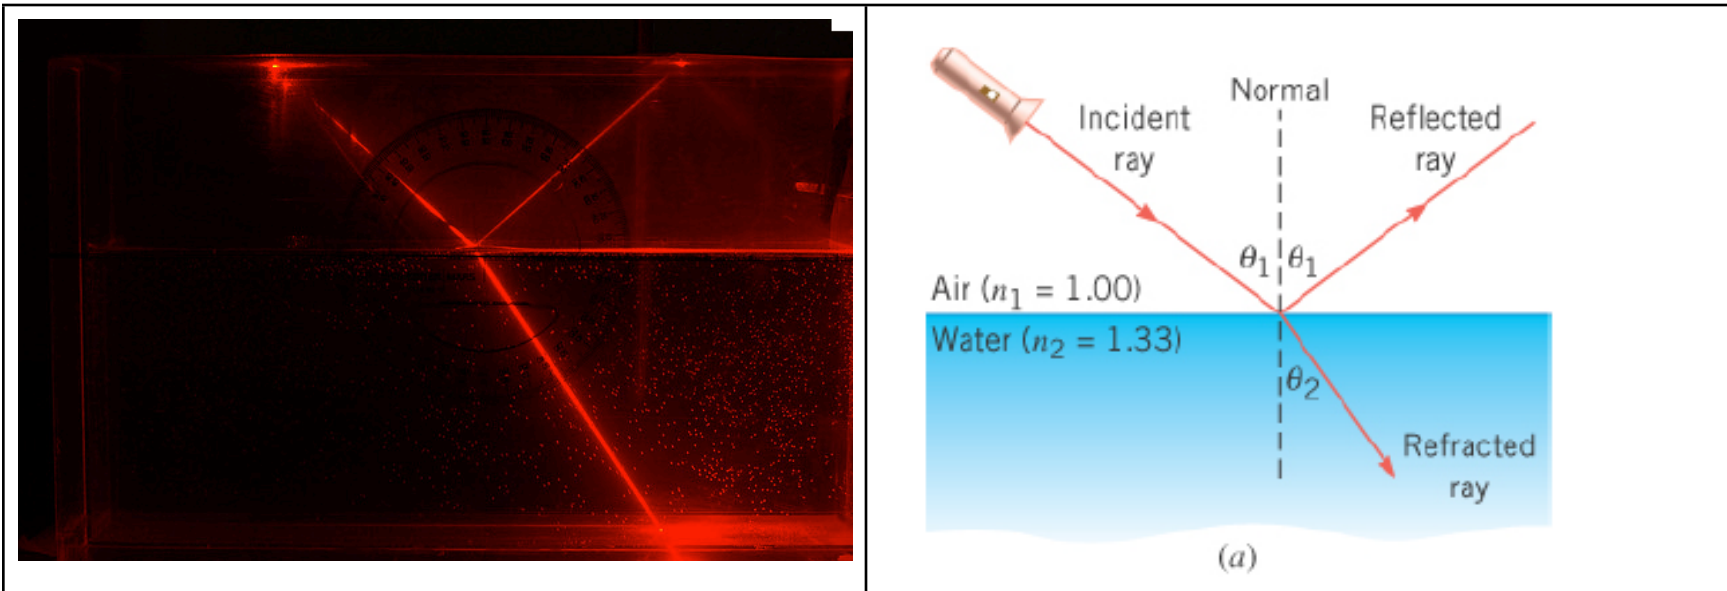 Normal
Incident
ray
Reflected
ray
θ1 θ1
Air (n1 = 1.00)
Water (n2 = 1.33)
θ2
Refracted
ray
(a)